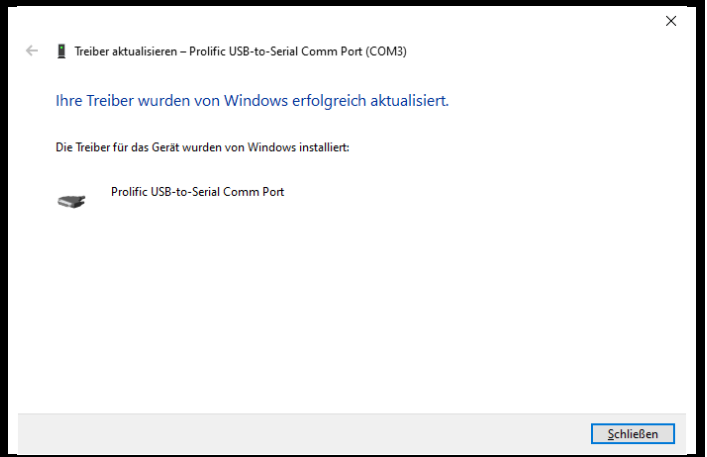 Treiber aktualisieren – Prolific USB-to-Serial Comm Port (COM3)
Ihre Treiber wurden von Windows erfolgreich aktualisiert.
Die Treiber für das Gerät wurden von Windows installiert:
Prolific USB-to-Serial Comm Port
Schließen